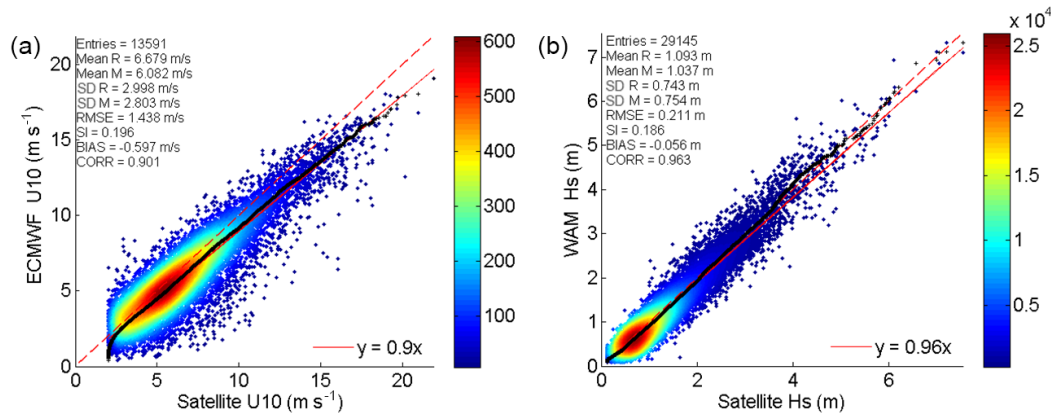 (a)
Entries = 13591
Mean R = 6.679 m/s
Mean M = 6.082 m/s
SD R = 2.998 m/s
SD M = 2.803 m/s
RMSE = 1.438 m/s
SI = 0.196
BIAS = -0.597 m/s
CORR = 0.901
ECMWF U10 (m s⁻¹)
20
15
10
5
0
0 5 10 15 20
Satellite U10 (m s⁻¹)
y = 0.9x
600
500
400
300
200
100
(b)
Entries = 29145
Mean R = 1.093 m
Mean M = 1.037 m
SD R = 0.743 m
SD M = 0.754 m
RMSE = 0.211 m
SI = 0.186
BIAS = -0.056 m
CORR = 0.963
WAM Hs (m)
7
6
5
4
3
2
1
0
0 2 4 6
Satellite Hs (m)
y = 0.96x
x 10⁴
2.5
2
1.5
1
0.5